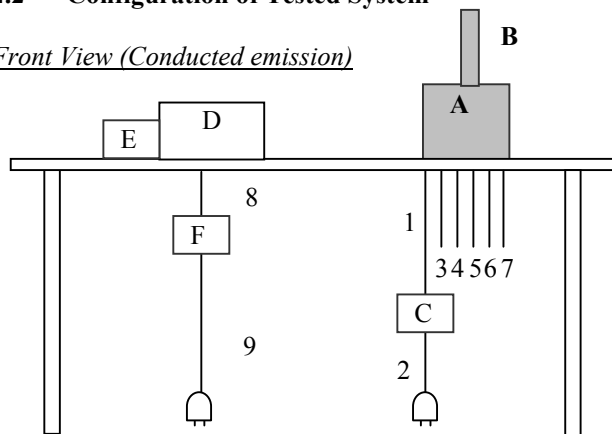 Configuration of Tested System
Front View (Conducted emission)
B
A
D
E
8
1
F
3 4 5 6 7
C
9
2